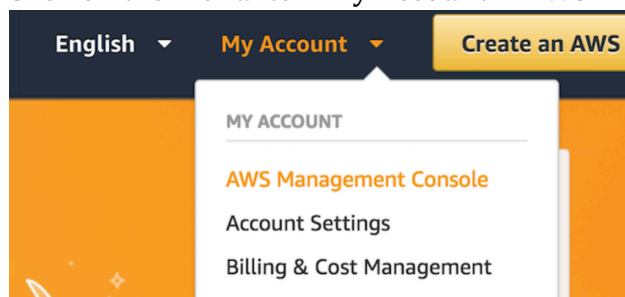 English
My Account
Create an AWS
MY ACCOUNT
AWS Management Console
Account Settings
Billing & Cost Management